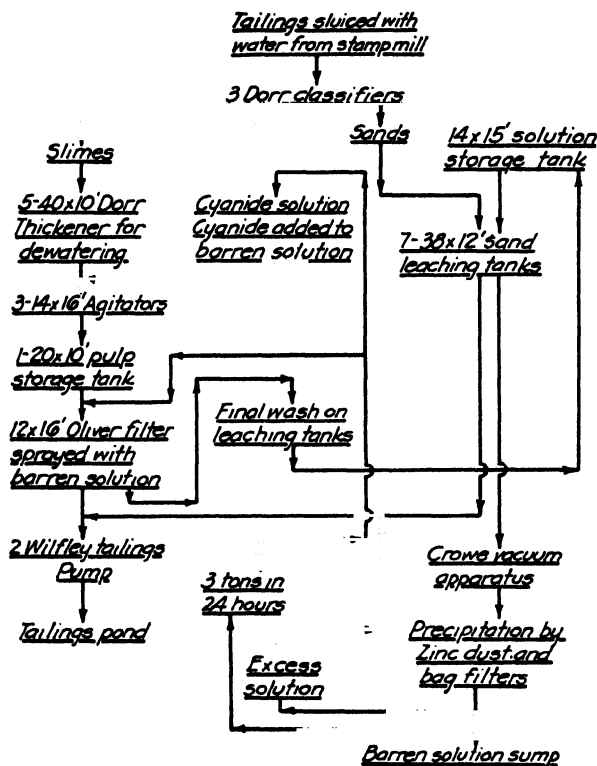 Tailings sluiced with
water from stamp mill
3 Dorr classifiers
Sands
14x15' solution
storage tank
Slimes
5-40x10' Dorr
Thickener for
dewatering
Cyanide solution
Cyanide added to
barren solution
7-38x12' sand
leaching tanks
3-14x16' Agitators
1-20x10' pulp
storage tank
12x16' Oliver filter
sprayed with
barren solution
Final wash on
leaching tanks
2 Wilfley tailings
Pump
Tailings pond
3 tons in
24 hours
Crowe vacuum
apparatus
Precipitation by
Zinc dust and
bag filters
Excess
solution
Barren solution sump